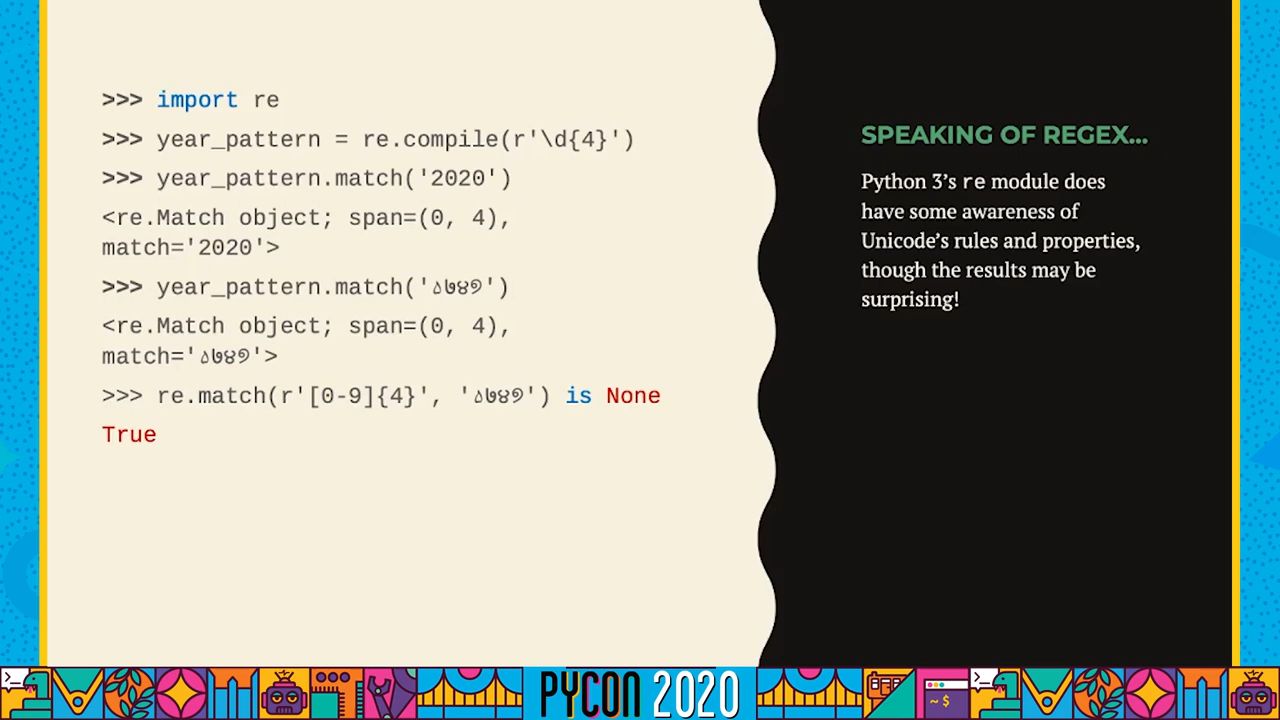 >>> import re
>>> year_pattern = re.compile(r'\d{4}')
>>> year_pattern.match('2020')
<re.Match object; span=(0, 4),
match='2020'>
>>> year_pattern.match('')
<re.Match object; span=(0, 4),
match=''>
>>> re.match(r'[0-9]{4}', '') is None
True
SPEAKING OF REGEX...
Python 3’s re module does
have some awareness of
Unicode’s rules and properties,
though the results may be
surprising!
~$
PYCON 2020